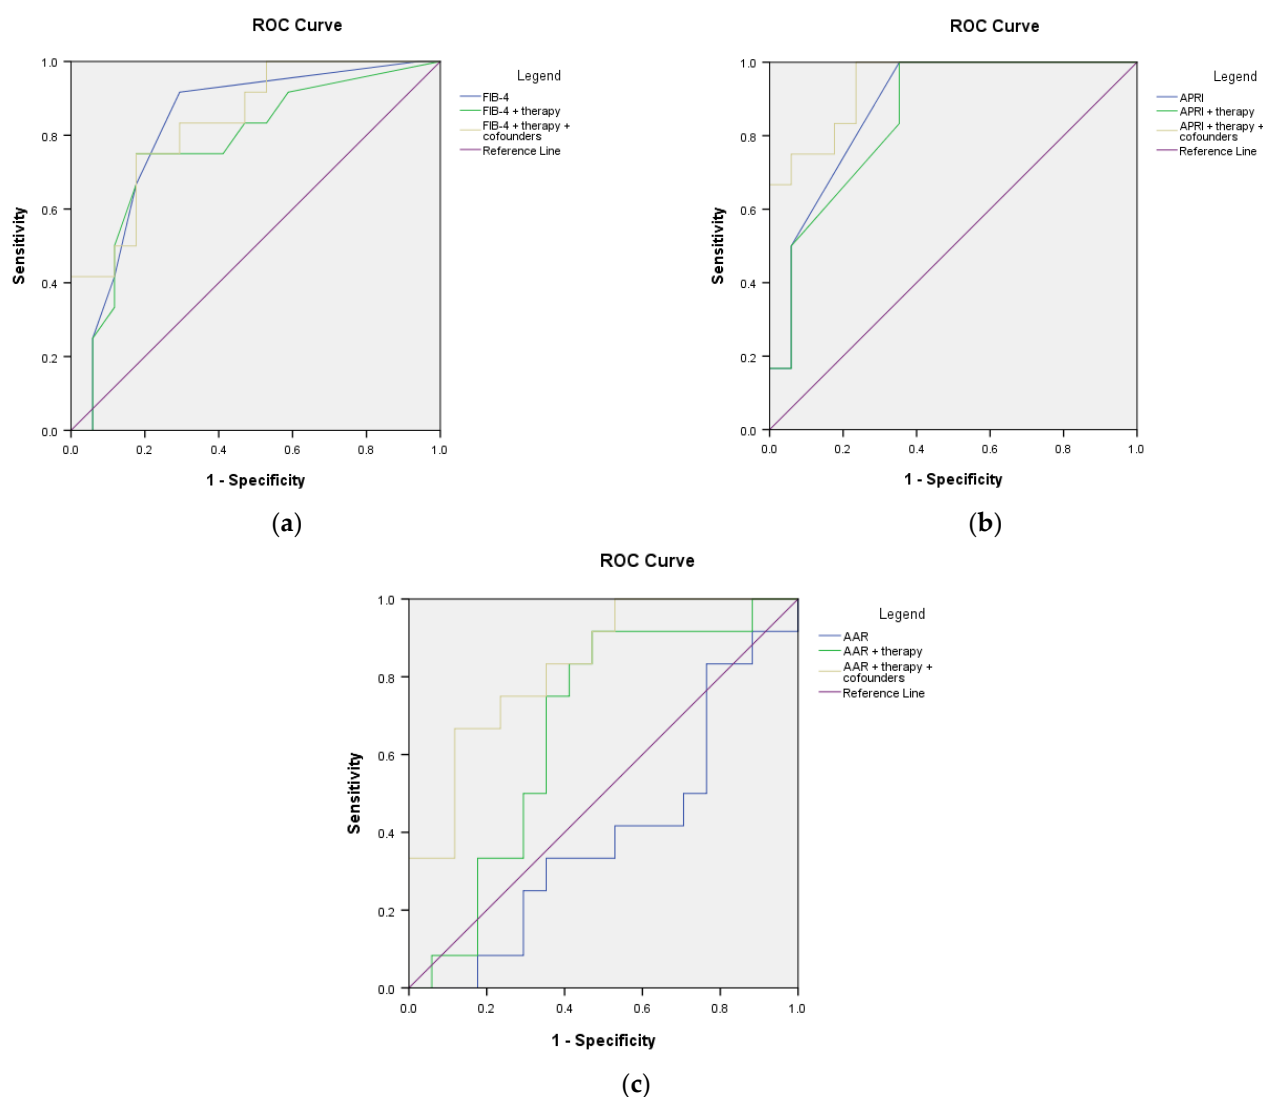 ROC Curve
Legend
FIB-4
FIB-4 + therapy
FIB-4 + therapy +
cofounders
Reference Line
1.0
0.8
0.6
0.4
0.2
0.0
Sensitivity
0.0 0.2 0.4 0.6 0.8 1.0
1 - Specificity
(a)
ROC Curve
Legend
APRI
APRI + therapy
APRI + therapy +
cofounders
Reference Line
1.0
0.8
0.6
0.4
0.2
0.0
Sensitivity
0.0 0.2 0.4 0.6 0.8 1.0
1 - Specificity
(b)
ROC Curve
Legend
AAR
AAR + therapy
AAR + therapy +
cofounders
Reference Line
1.0
0.8
0.6
0.4
0.2
0.0
Sensitivity
0.0 0.2 0.4 0.6 0.8 1.0
1 - Specificity
(c)